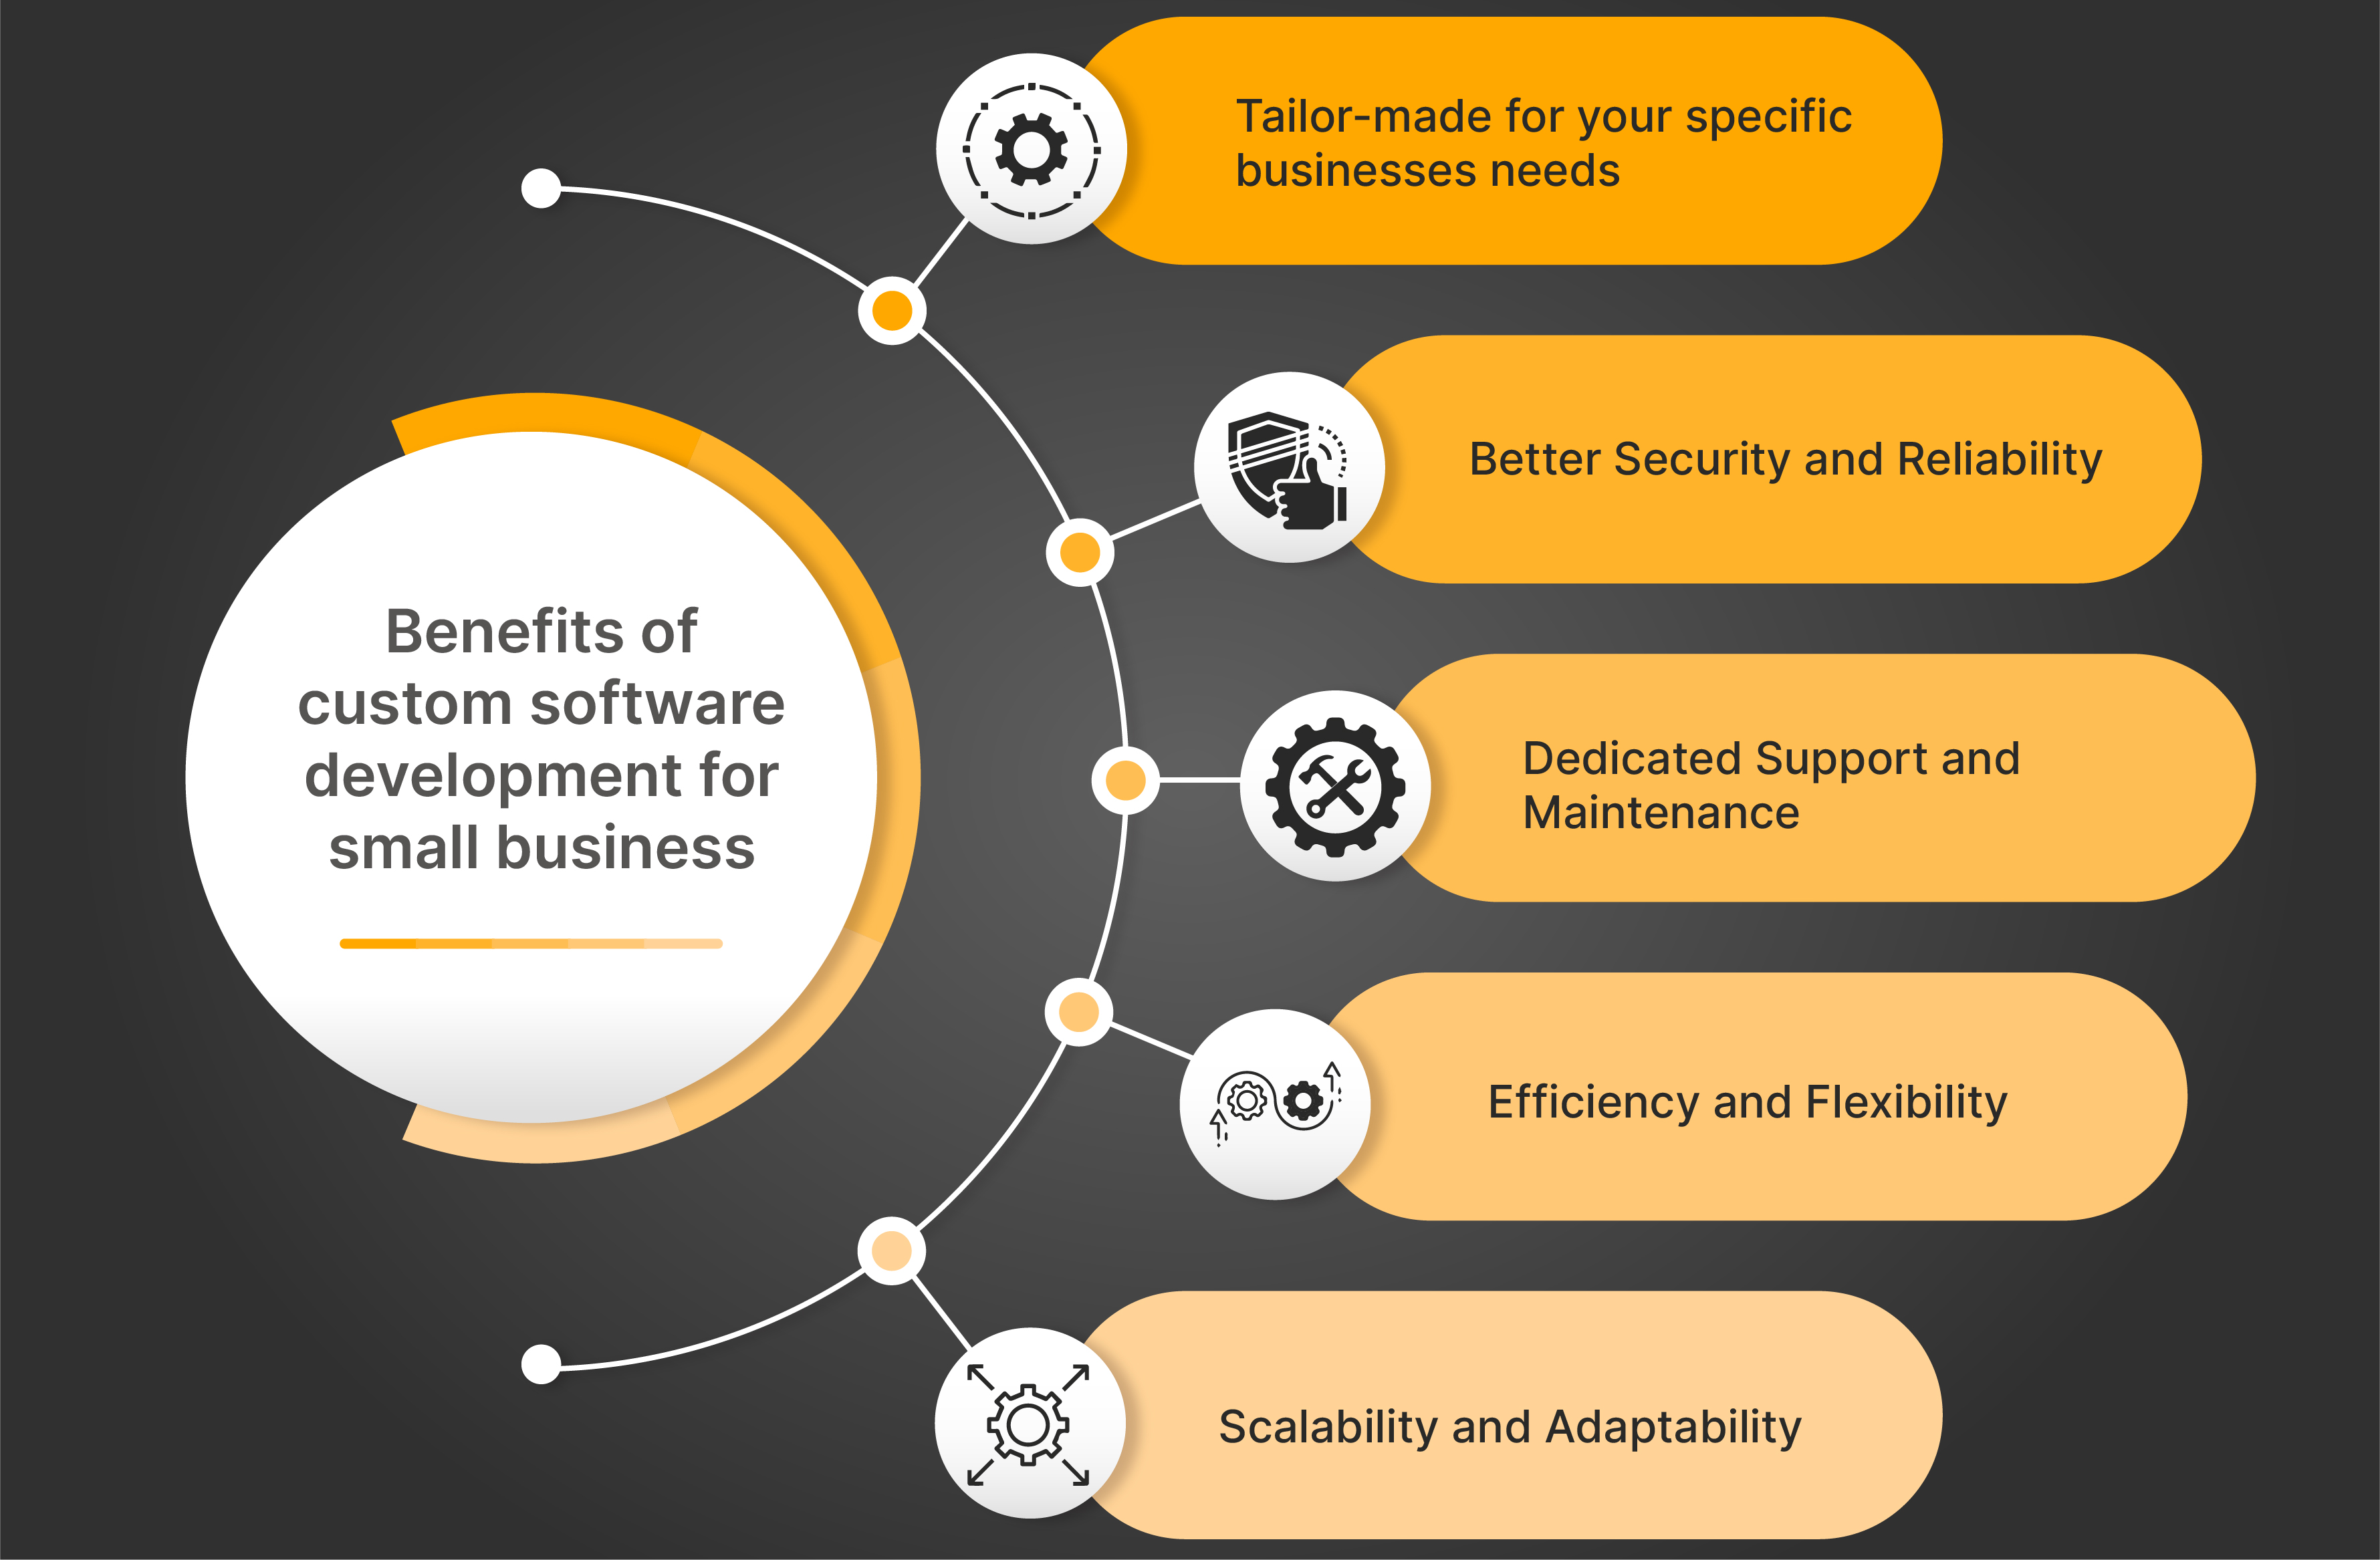 Benefits of
custom software
development for
small business
Tailor-made for your specific
businesses needs
Better Security and Reliability
Dedicated Support and
Maintenance
Efficiency and Flexibility
Scalability and Adaptability